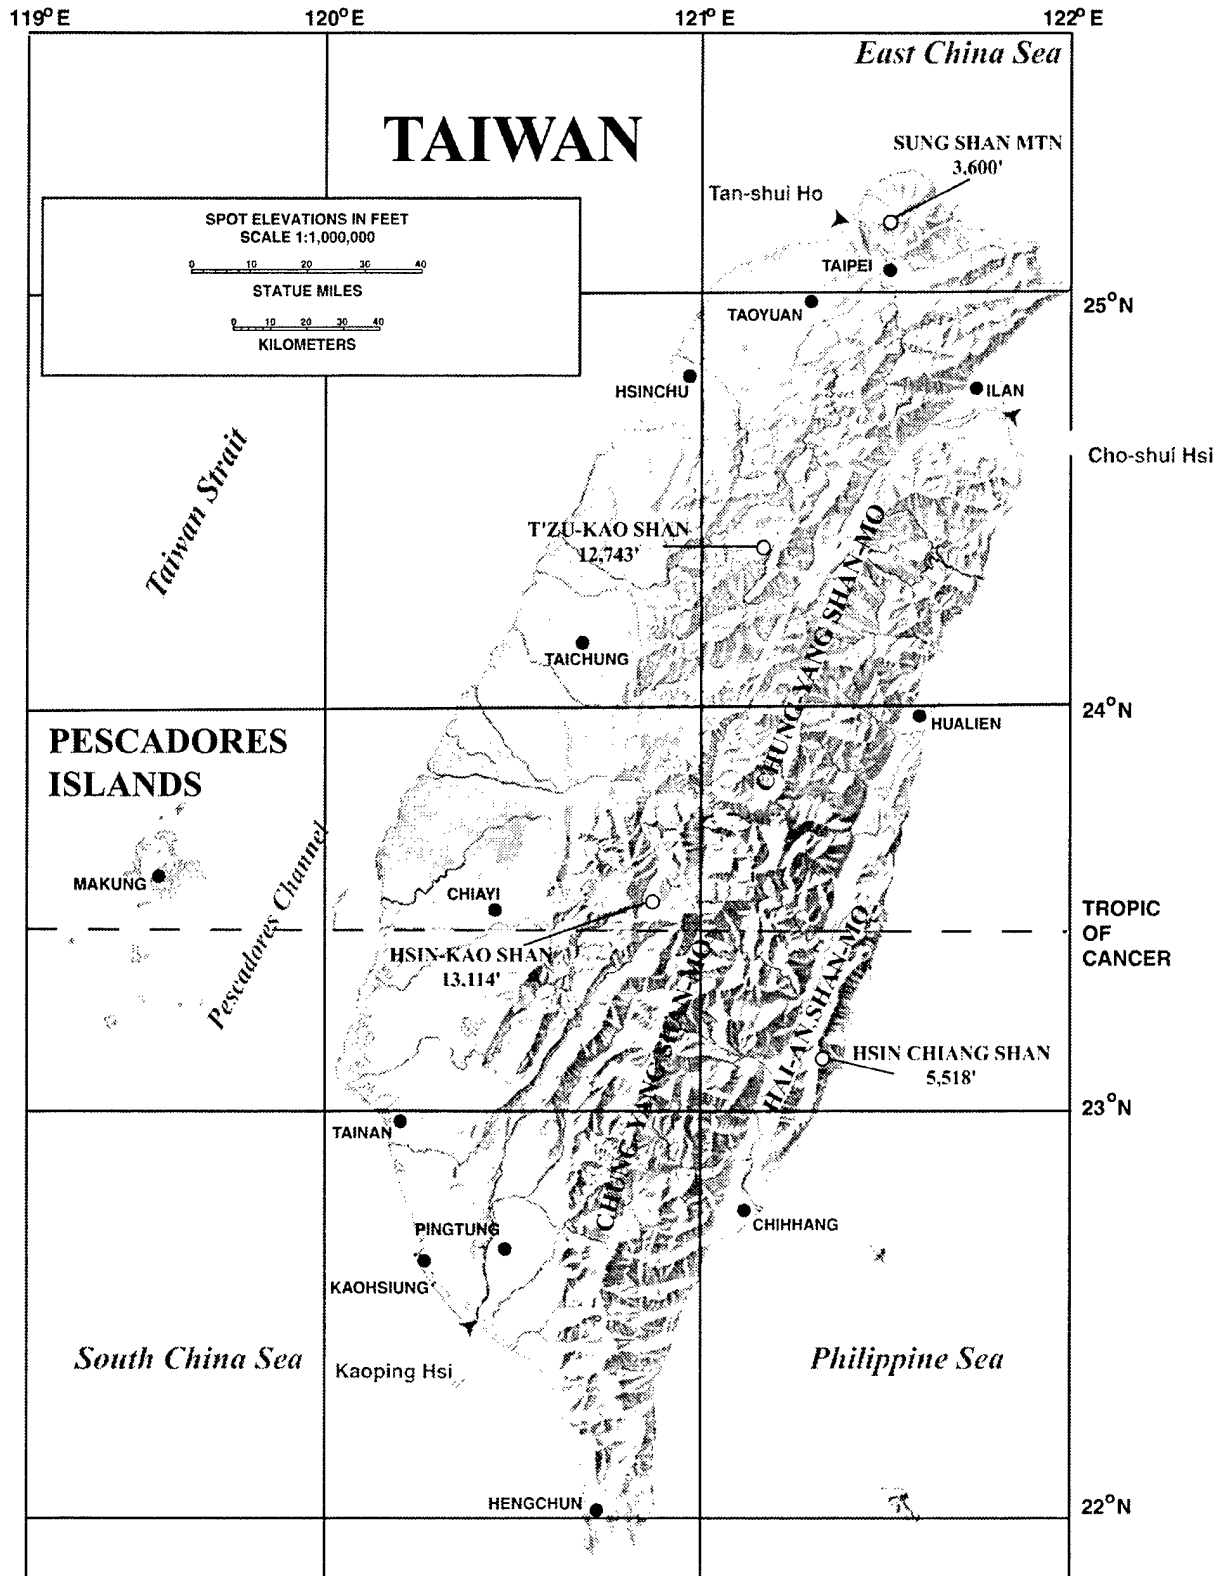 119°E 120°E 121°E 122°E
East China Sea
TAIWAN
SUNG SHAN MTN
3,600'
Tan-shui Ho
SPOT ELEVATIONS IN FEET
SCALE 1:1,000,000
0 10 20 30 40
STATUE MILES
0 10 20 30 40
KILOMETERS
TAIPEI
25°N
TAOYUAN
HSINCHU
ILAN
Cho-shui Hsi
Taiwan Strait
T'ZU-KAO SHAN
12,743'
CHUNG-YANG SHAN-MO
TAICHUNG
24°N
HUALIEN
PESCADORES
ISLANDS
MAKUNG
Pescadores Channel
CHIAYI
TROPIC
OF
CANCER
HSIN-KAO SHAN
13,114'
CHUNG-YANG SHAN-MO
HAI-AN SHAN-MO
HSIN CHIANG SHAN
5,518'
23°N
TAINAN
PINGTUNG
CHIHHANG
KAOHSIUNG
South China Sea
Kaoping Hsi
Philippine Sea
HENGCHUN
22°N